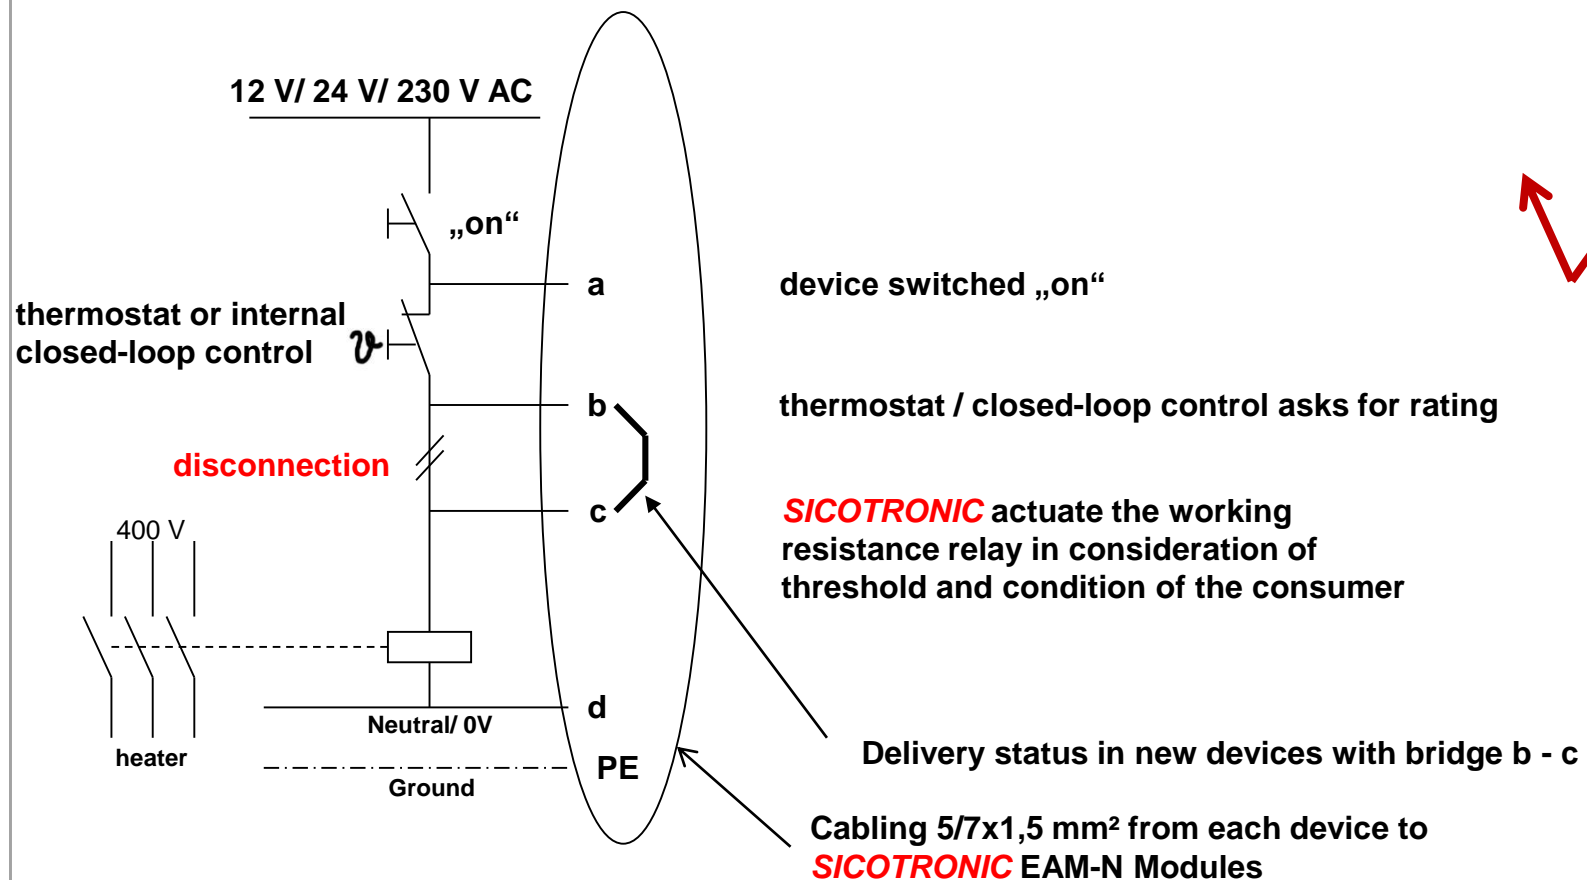 12 V/ 24 V/ 230 V AC
„on“
a
device switched „on“
thermostat or internal
closed-loop control
ϑ
b
thermostat / closed-loop control asks for rating
disconnection
c
SICOTRONIC actuate the working
resistance relay in consideration of
threshold and condition of the consumer
400 V
d
Neutral/ 0V
heater
PE
Ground
Delivery status in new devices with bridge b - c
Cabling 5/7x1,5 mm² from each device to
SICOTRONIC EAM-N Modules